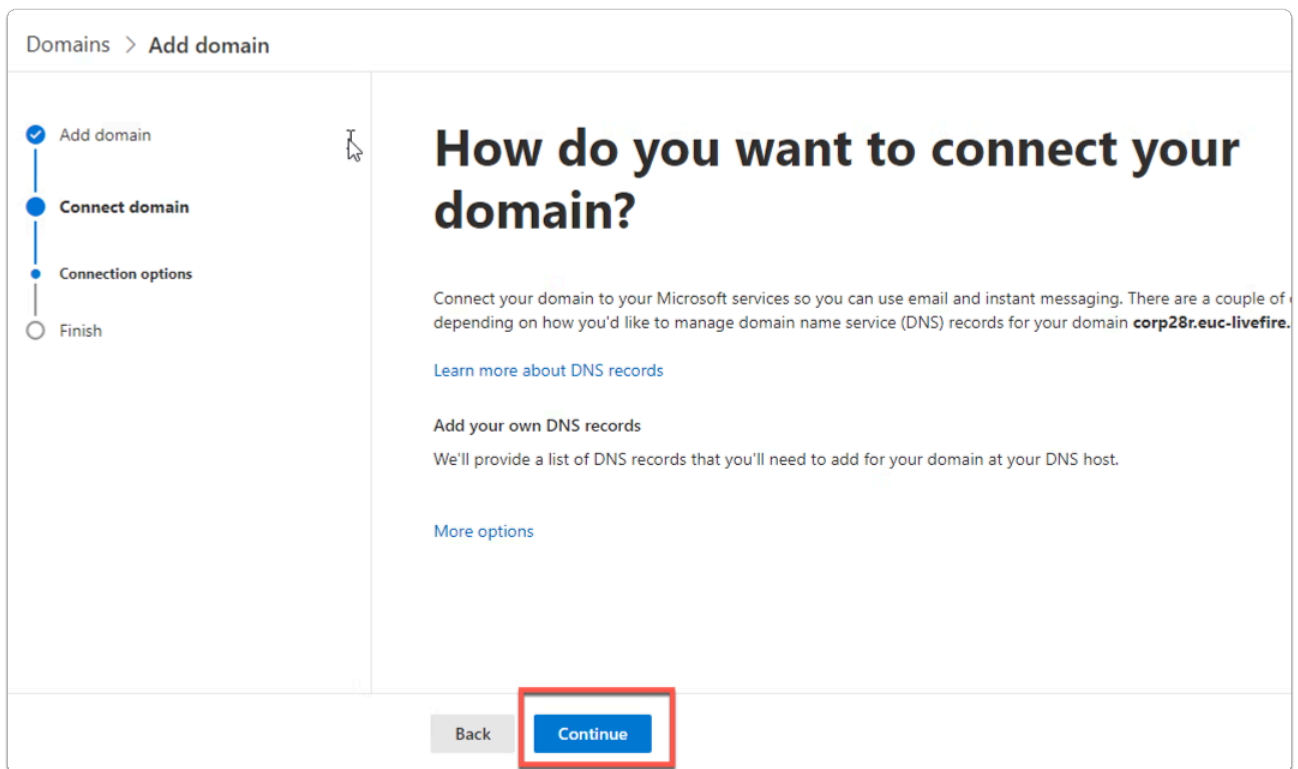 Domains > Add domain
Add domain
Connect domain
Connection options
Finish
How do you want to connect your
domain?
Connect your domain to your Microsoft services so you can use email and instant messaging. There are a couple of
depending on how you'd like to manage domain name service (DNS) records for your domain corp28r.euc-livefire.
Learn more about DNS records
Add your own DNS records
We'll provide a list of DNS records that you'll need to add for your domain at your DNS host.
More options
Back
Continue